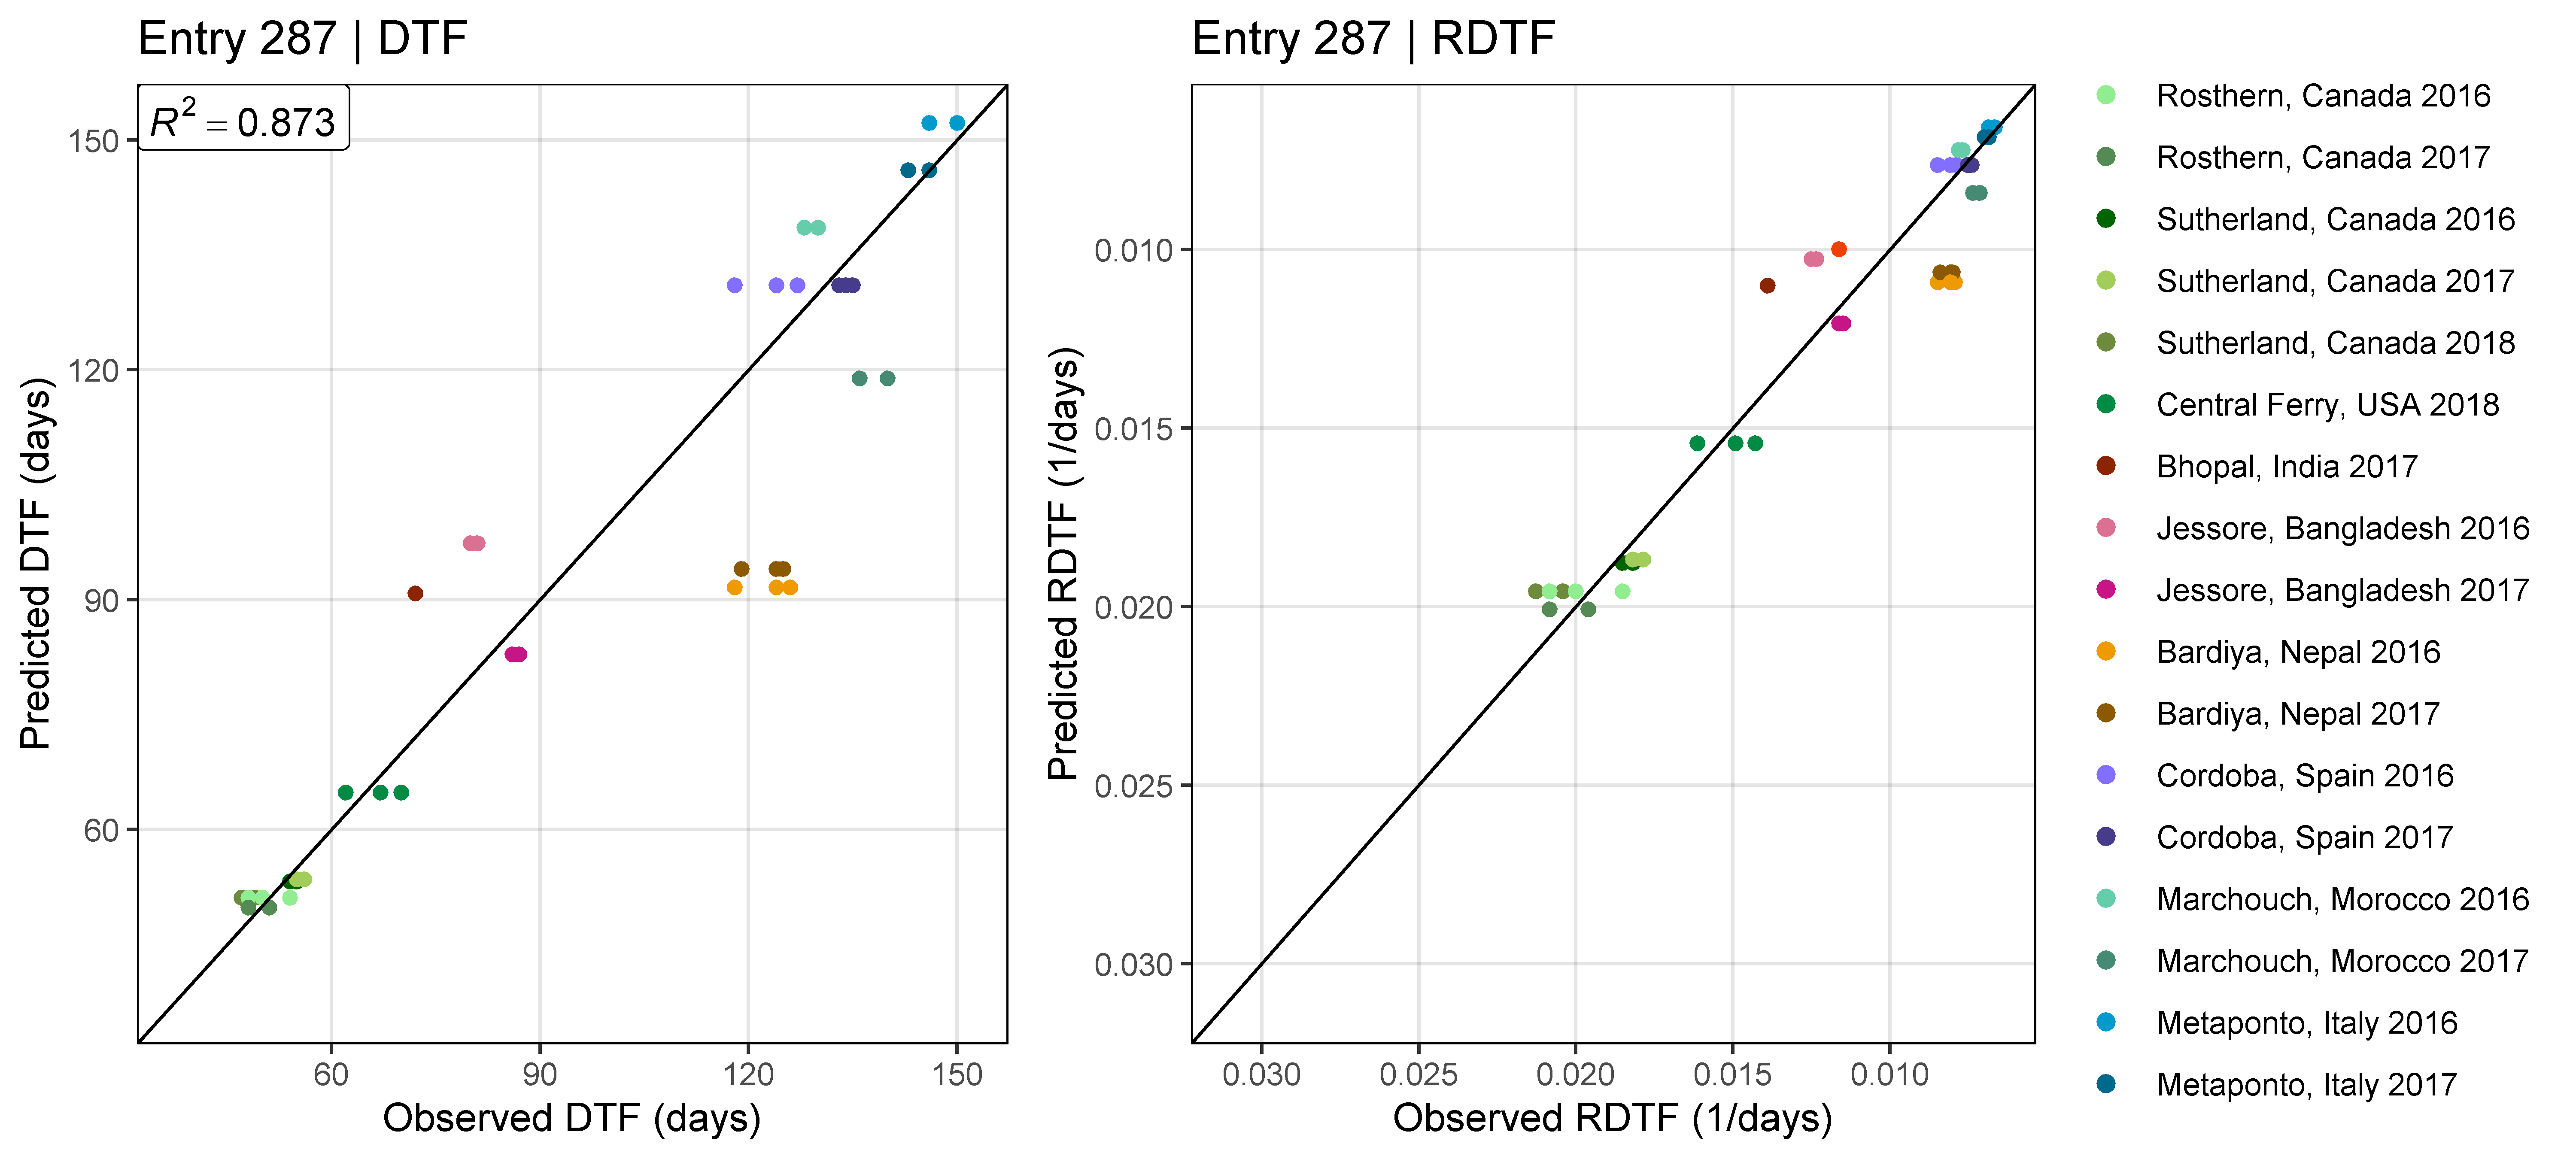 Entry 287 | DTF
R² = 0.873
150
120
90
60
Predicted DTF (days)
60 90 120 150
Observed DTF (days)
Entry 287 | RDTF
0.010
0.015
0.020
0.025
0.030
Predicted RDTF (1/days)
0.030 0.025 0.020 0.015 0.010
Observed RDTF (1/days)
Rosthern, Canada 2016
Rosthern, Canada 2017
Sutherland, Canada 2016
Sutherland, Canada 2017
Sutherland, Canada 2018
Central Ferry, USA 2018
Bhopal, India 2017
Jessore, Bangladesh 2016
Jessore, Bangladesh 2017
Bardiya, Nepal 2016
Bardiya, Nepal 2017
Cordoba, Spain 2016
Cordoba, Spain 2017
Marchouch, Morocco 2016
Marchouch, Morocco 2017
Metaponto, Italy 2016
Metaponto, Italy 2017